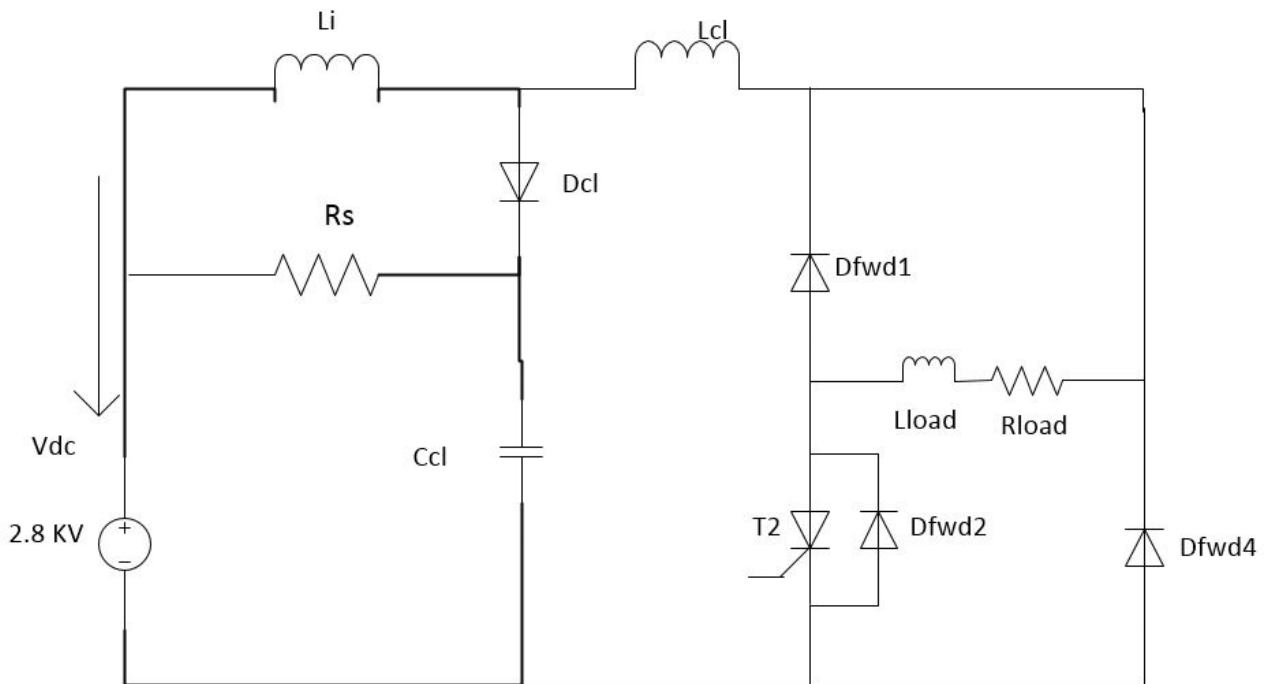 Li
Lcl
Dcl
Rs
Dfwd1
Lload
Rload
Vdc
Ccl
2.8 KV
+
−
T2
Dfwd2
Dfwd4